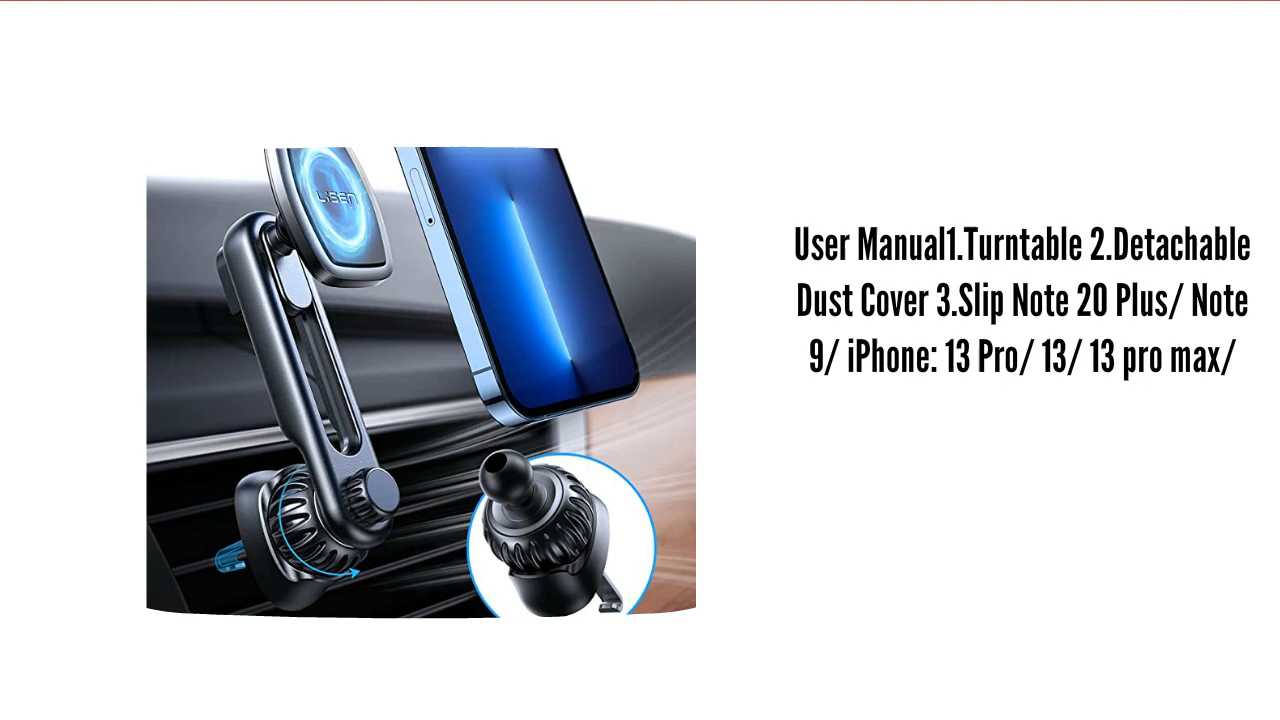 LISEN
User Manual1.Turntable 2.Detachable
Dust Cover 3.Slip Note 20 Plus/ Note
9/ iPhone: 13 Pro/ 13/ 13 pro max/